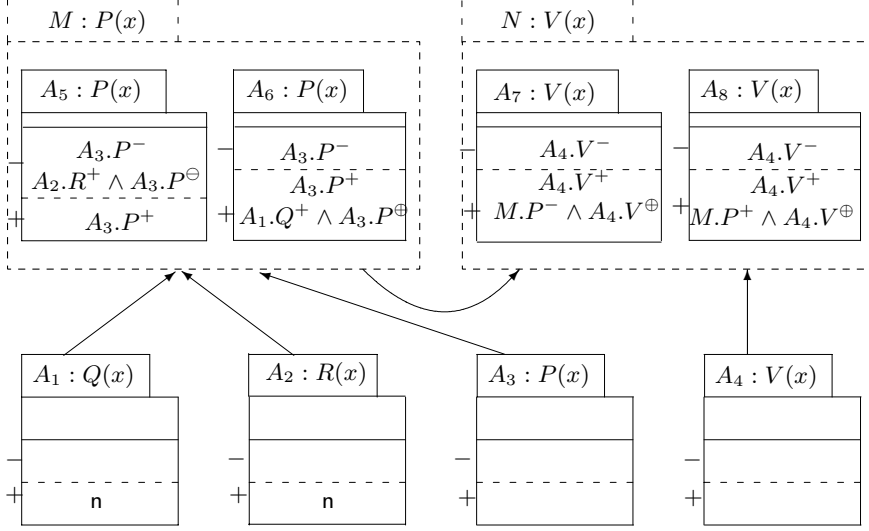 M : P(x)
N : V(x)
A₅ : P(x)
A₆ : P(x)
A₇ : V(x)
A₈ : V(x)
−
A₃.P⁻
A₂.R⁺ ∧ A₃.P^⊖
+
A₃.P⁺
−
A₃.P⁻
A₃.P⁺
+
A₁.Q⁺ ∧ A₃.P^⊕
−
A₄.V⁻
A₄.V⁺
+
M.P⁻ ∧ A₄.V^⊕
−
A₄.V⁻
A₄.V⁺
+
M.P⁺ ∧ A₄.V^⊕
A₁ : Q(x)
A₂ : R(x)
A₃ : P(x)
A₄ : V(x)
−
−
−
−
+
n
+
n
+
+